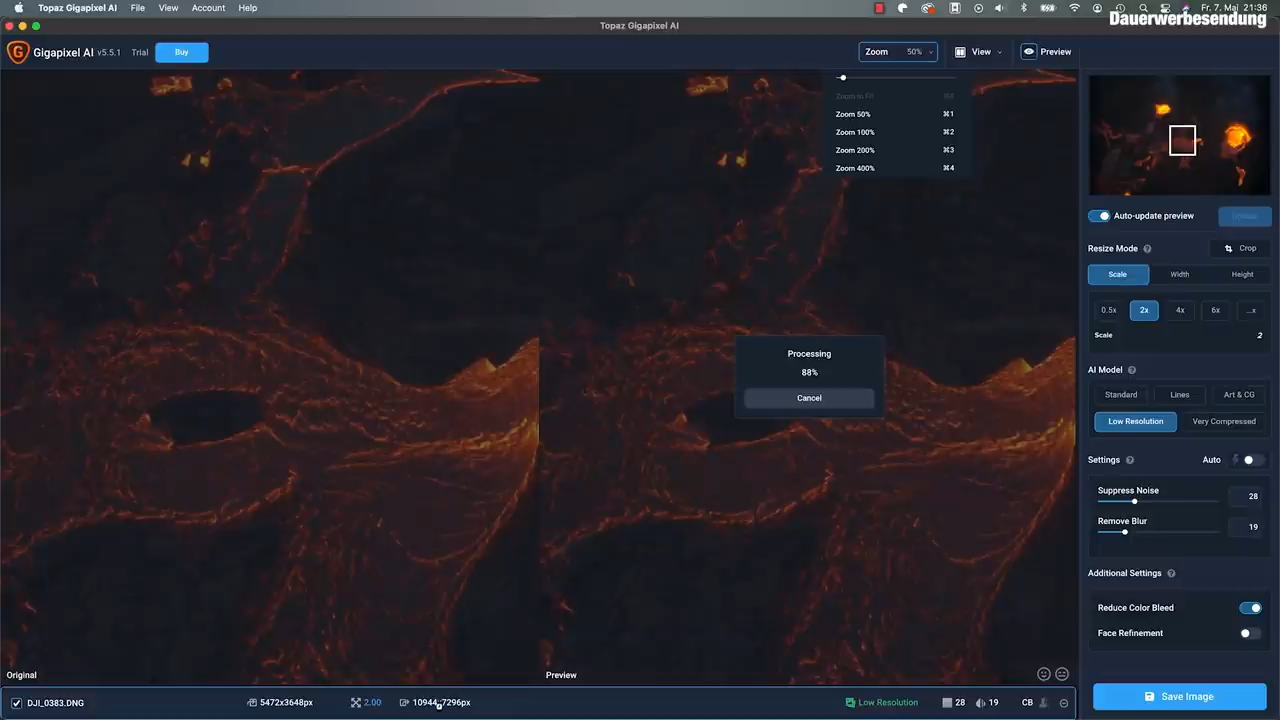 Topaz Gigapixel AI File View Account Help Fr. 7. Mai 21:36
Dauerwerbesendung
Topaz Gigapixel AI
Gigapixel AI v5.5.1 Trial Buy Zoom 50% View Preview
Zoom to Fit
Zoom 50% ⌘1
Zoom 100% ⌘2
Zoom 200% ⌘3
Zoom 400% ⌘4
Auto-update preview
Resize Mode Crop
Scale Width Height
0.5x 2x 4x 6x ...x
Scale 2
Processing
88%
Cancel
AI Model
Standard Lines Art & CG
Low Resolution Very Compressed
Settings Auto
Suppress Noise 28
Remove Blur 19
Additional Settings
Reduce Color Bleed
Face Refinement
Original Preview
DJI_0383.DNG 5472x3648px 2.00 10944x7296px Low Resolution 28 19 CB
Save Image